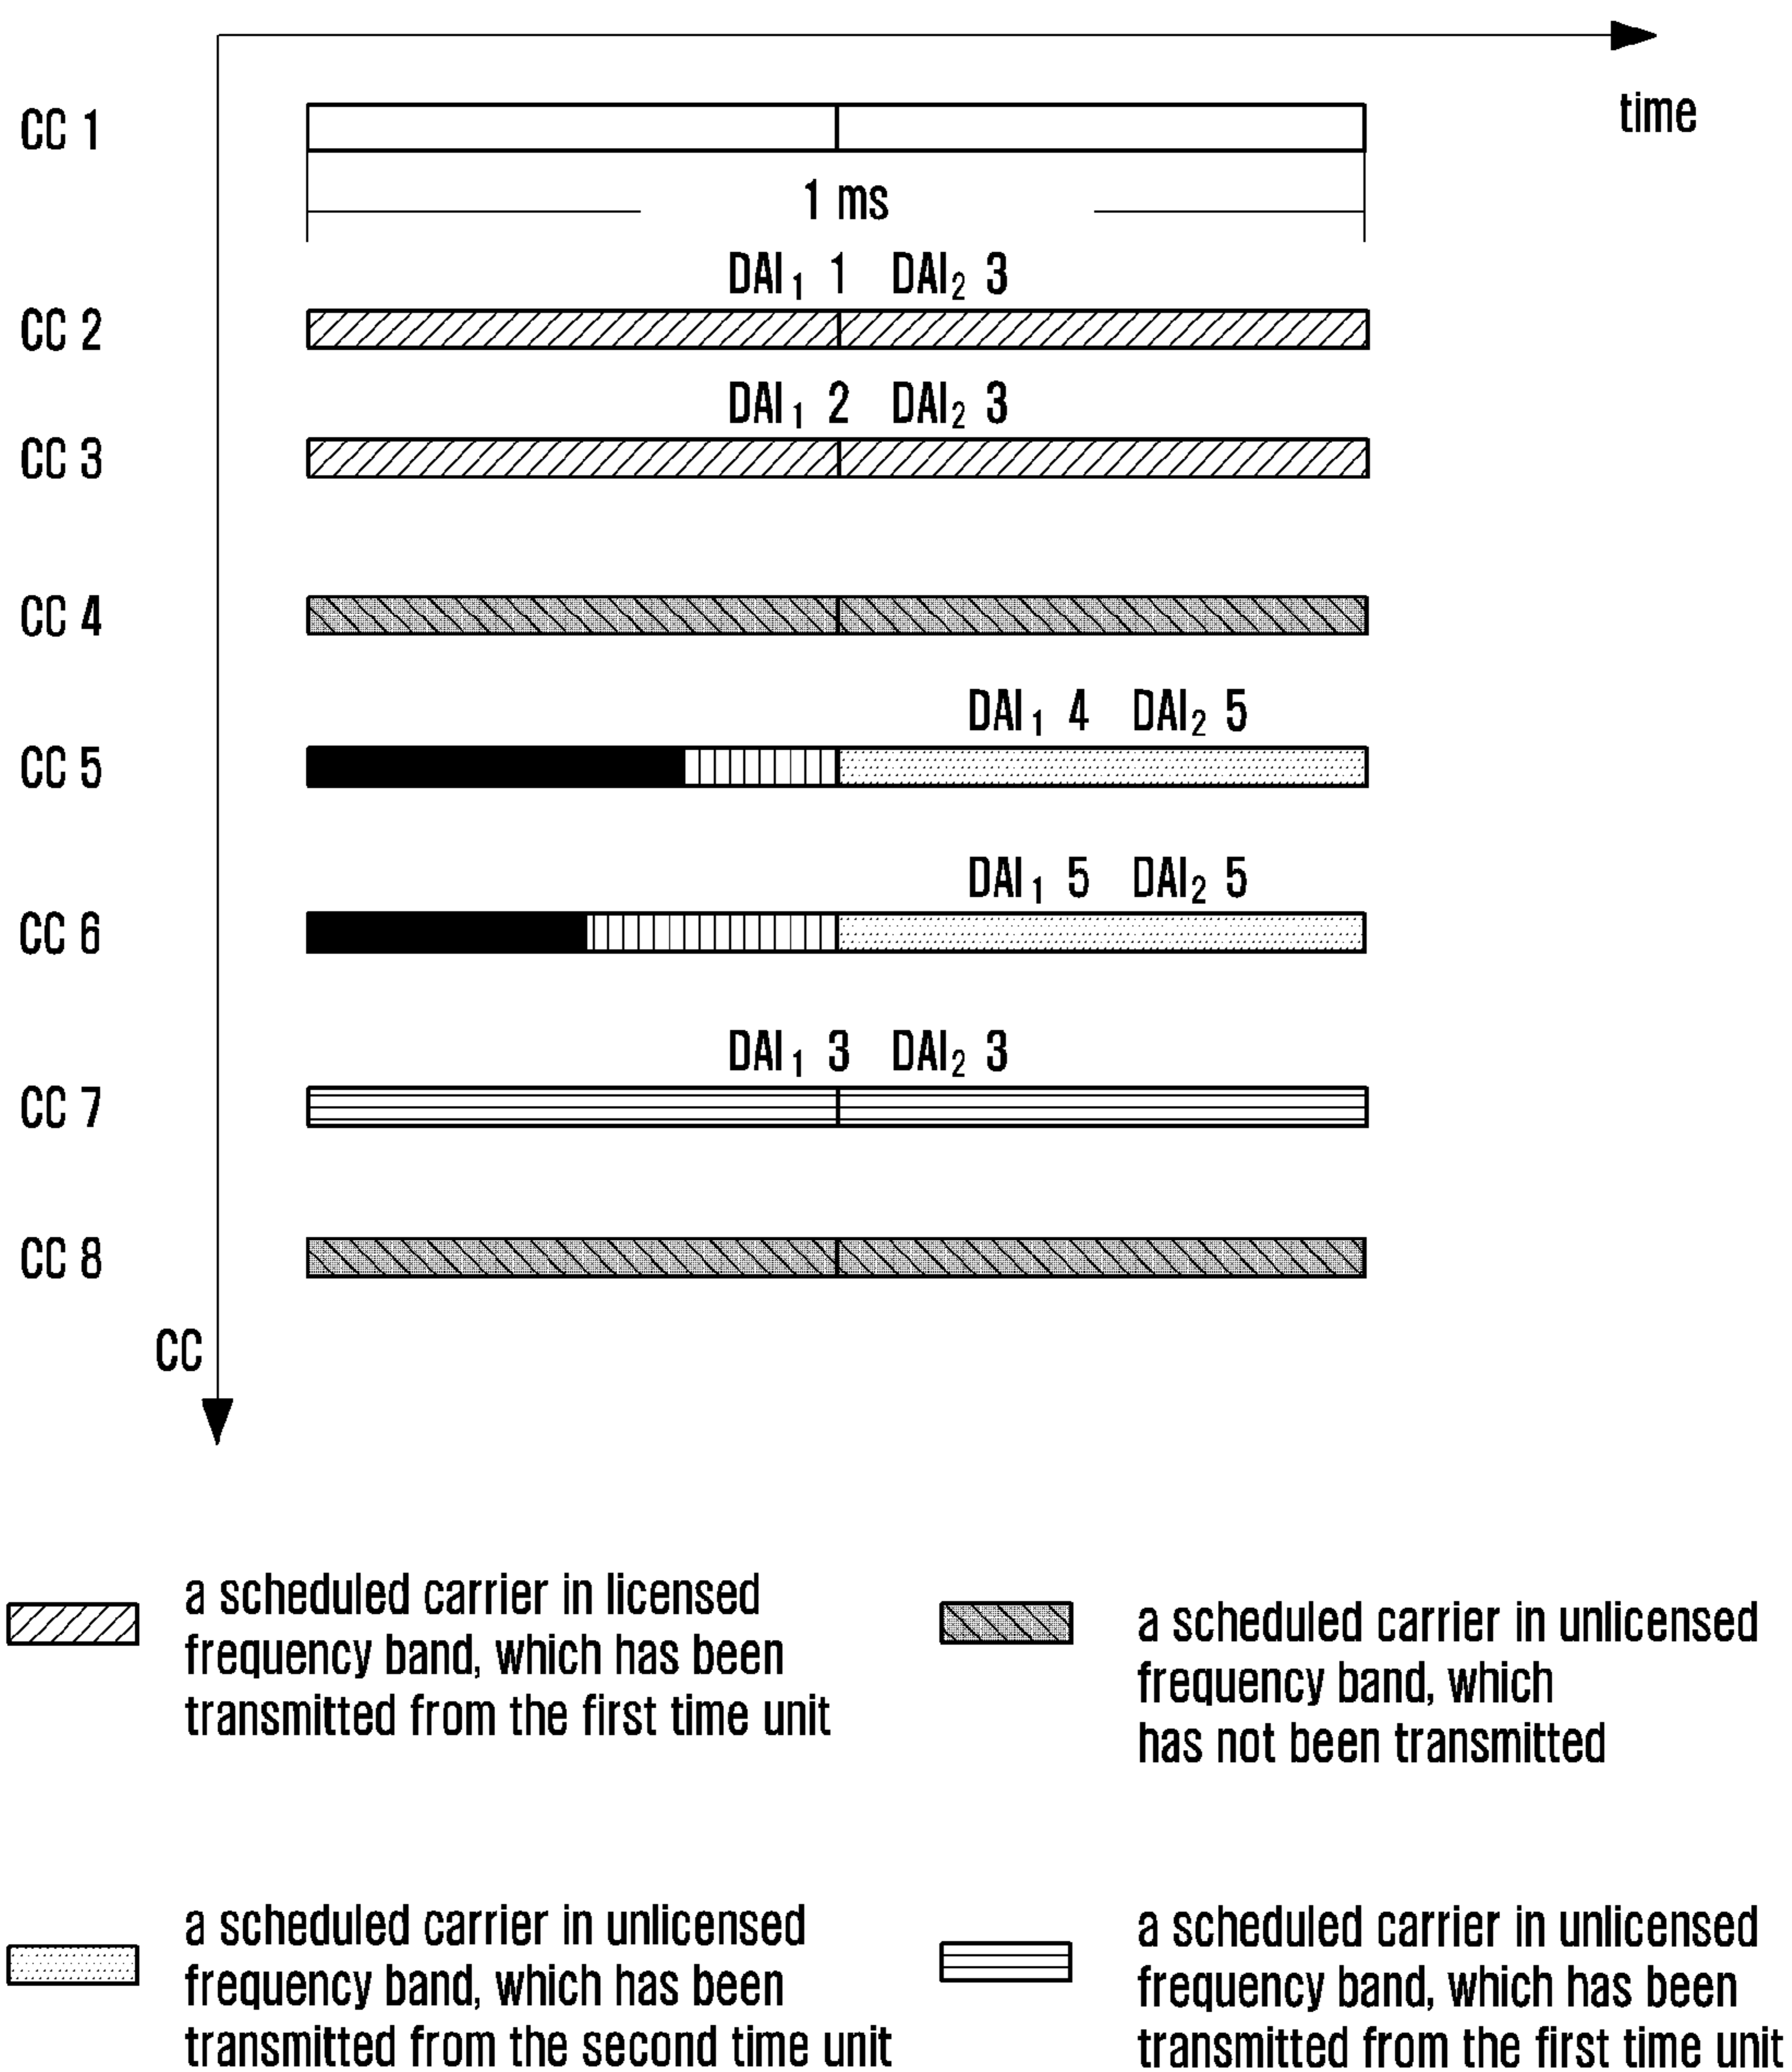 time
CC 1
1 ms
DAI₁ 1 DAI₂ 3
CC 2
DAI₁ 2 DAI₂ 3
CC 3
CC 4
DAI₁ 4 DAI₂ 5
CC 5
DAI₁ 5 DAI₂ 5
CC 6
DAI₁ 3 DAI₂ 3
CC 7
CC 8
CC
a scheduled carrier in licensed
frequency band, which has been
transmitted from the first time unit
a scheduled carrier in unlicensed
frequency band, which
has not been transmitted
a scheduled carrier in unlicensed
frequency band, which has been
transmitted from the second time unit
a scheduled carrier in unlicensed
frequency band, which has been
transmitted from the first time unit